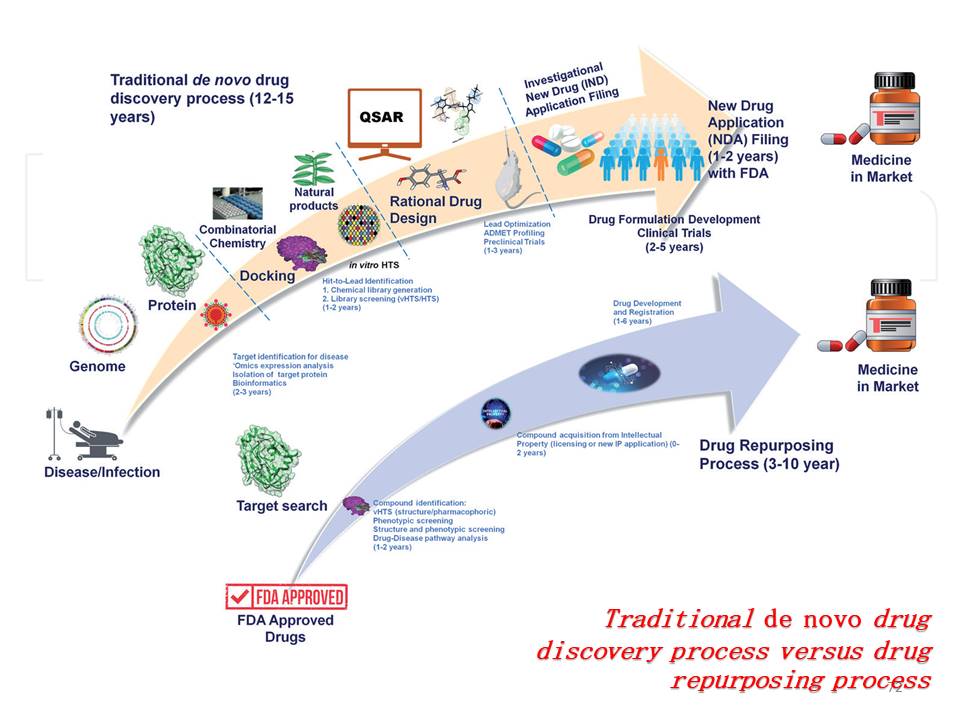 Traditional de novo drug
discovery process (12-15
years)
QSAR
Investigational
New Drug (IND)
Application Filing
New Drug
Application
(NDA) Filing
(1-2 years)
with FDA
Medicine
in Market
Natural
products
Rational Drug
Design
Combinatorial
Chemistry
Lead Optimization
ADMET Profiling
Preclinical Trials
(1-3 years)
Drug Formulation Development
Clinical Trials
(2-5 years)
in vitro HTS
Docking
Hit-to-Lead Identification
1. Chemical library generation
2. Library screening (vHTS/HTS)
(1-2 years)
Protein
Genome
Target identification for disease
'Omics expression analysis
Isolation of target protein
Bioinformatics
(2-3 years)
Disease/Infection
Drug Development
and Registration
(1-6 years)
Medicine
in Market
INTELLECTUAL
PROPERTY
Compound acquisition from Intellectual
Property (licensing or new IP application) (0-
2 years)
Drug Repurposing
Process (3-10 year)
Target search
Compound identification:
vHTS (structure/pharmacophoric)
Phenotypic screening
Structure and phenotypic screening
Drug-Disease pathway analysis
(1-2 years)
FDA APPROVED
FDA Approved
Drugs
Traditional de novo drug
discovery process versus drug
repurposing process
72